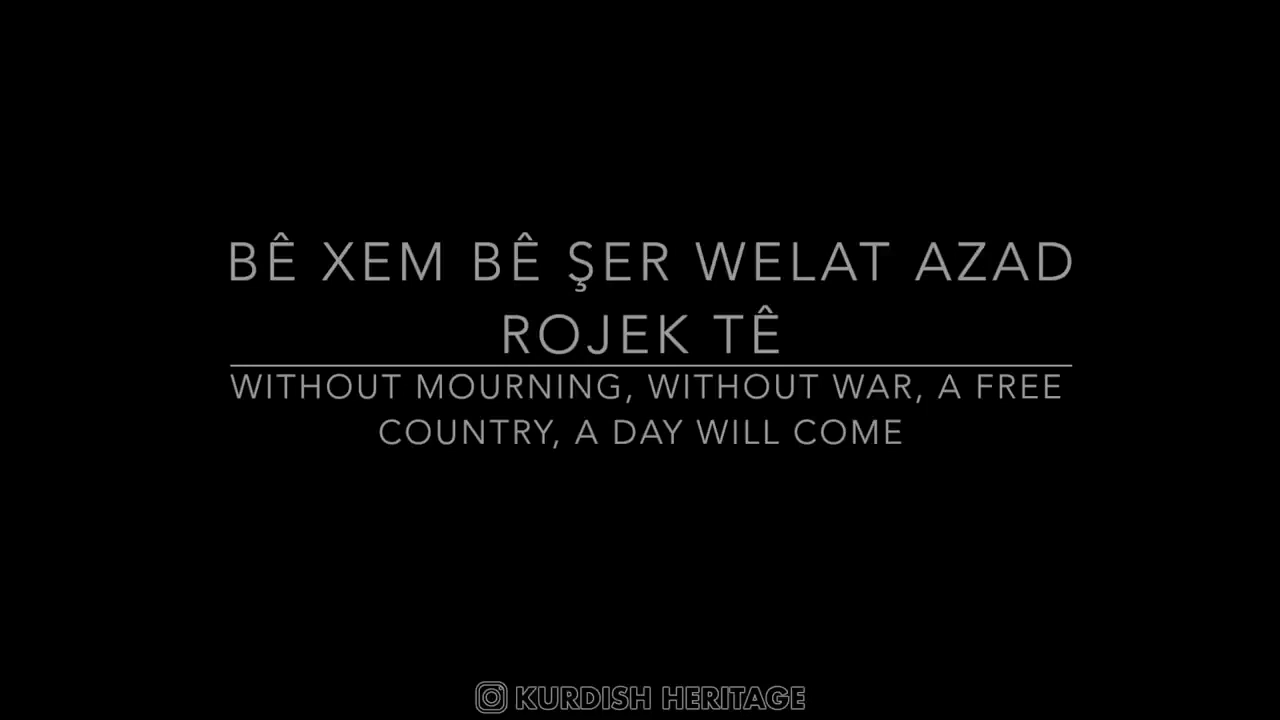 BÊ XEM BÊ ŞER WELAT AZAD
ROJEK TÊ
WITHOUT MOURNING, WITHOUT WAR, A FREE
COUNTRY, A DAY WILL COME
KURDISH HERITAGE